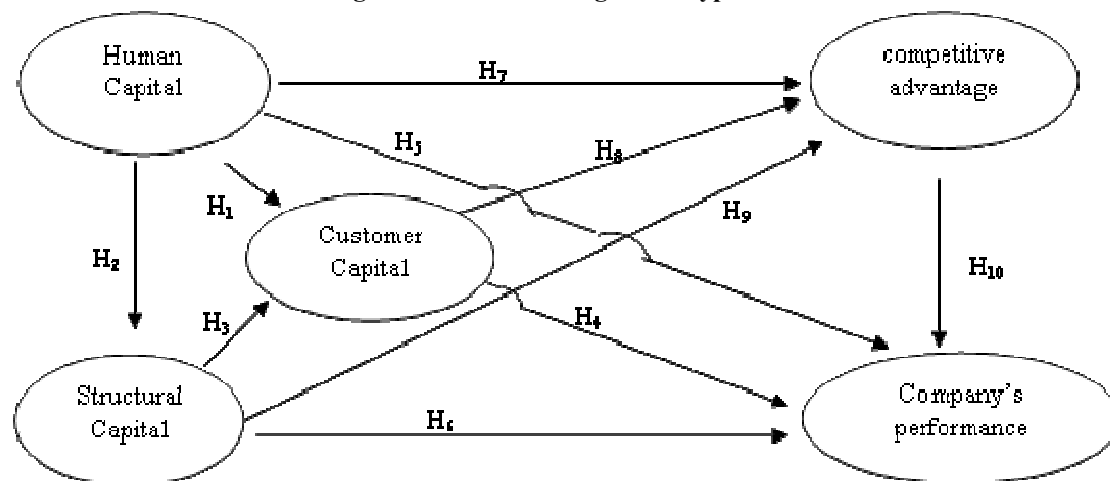 Human
Capital
competitive
advantage
H7
H5
H8
H1
H9
Customer
Capital
H2
H10
H3
H4
Structural
Capital
H6
Company's
performance